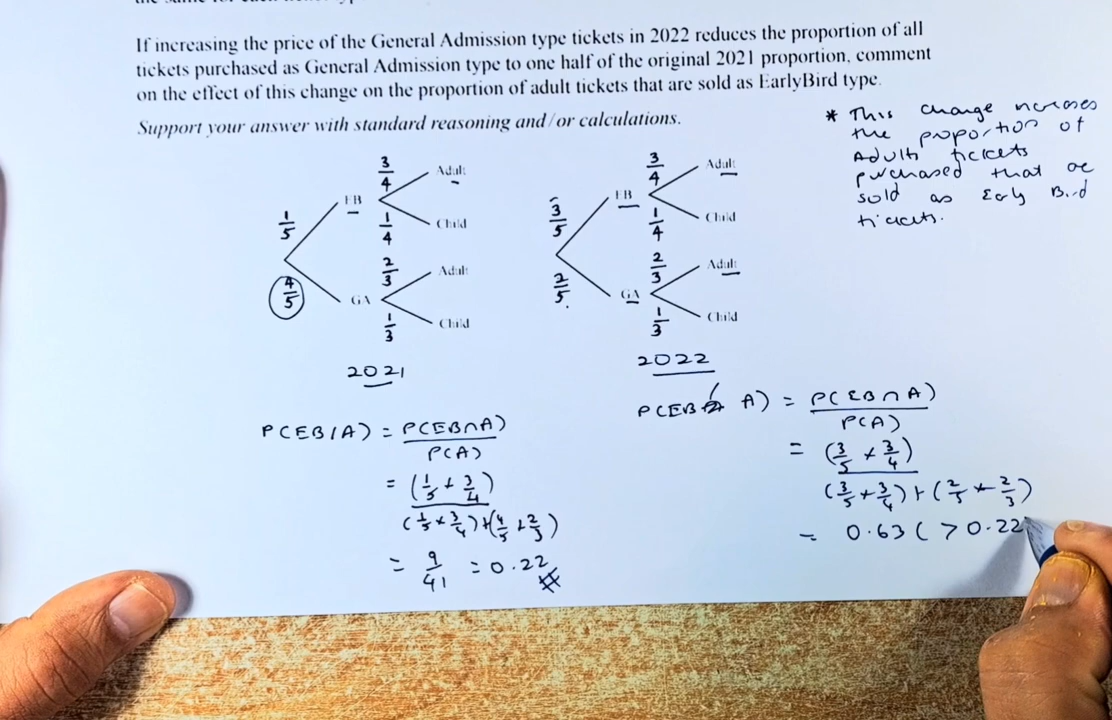 the same for each
If increasing the price of the General Admission type tickets in 2022 reduces the proportion of all
tickets purchased as General Admission type to one half of the original 2021 proportion, comment
on the effect of this change on the proportion of adult tickets that are sold as EarlyBird type.
Support your answer with standard reasoning and/or calculations.
* This change increases
the proportion of
Adult tickets
purchased that are
sold as Early Bird
tickets.
1/5
4/5
EB
GA
3/4
1/4
2/3
1/3
Adult
Child
Adult
Child
2021
3/5
2/5
EB
GA
3/4
1/4
2/3
1/3
Adult
Child
Adult
Child
2022
P(EB/A) = P(EB∩A)
P(A)
= (1/5 × 3/4)
(1/5 × 3/4) + (4/5 × 2/3)
= 9/41 = 0.22
P(EB/A) = P(EB∩A)
P(A)
= (3/5 × 3/4)
(3/5 × 3/4) + (2/5 × 2/3)
= 0.63 ( > 0.22